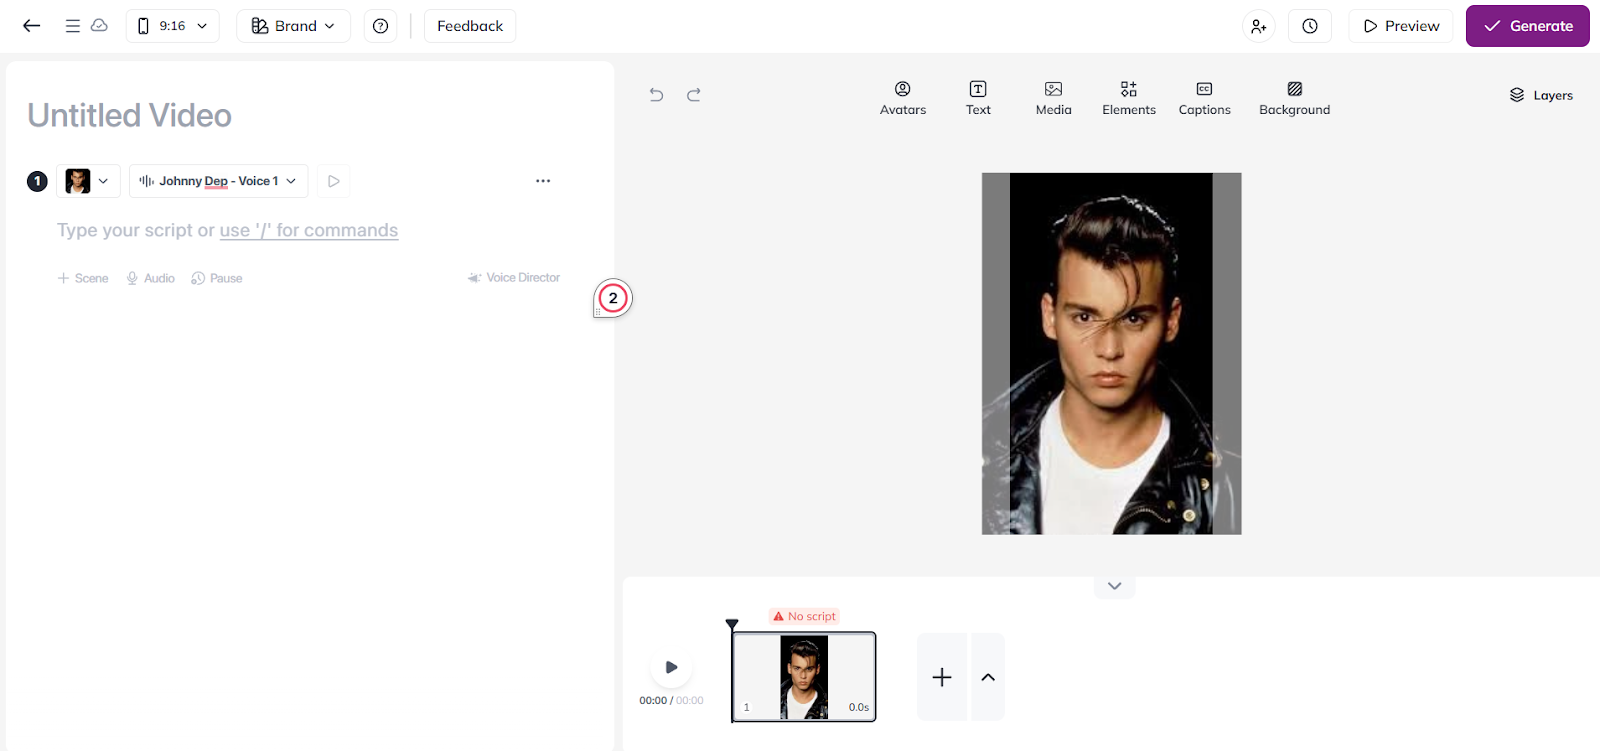 9:16
Brand
?
Feedback
Preview
Generate
Untitled Video
1
Johnny Dep - Voice 1
Type your script or use '/' for commands
Scene
Audio
Pause
Voice Director
2
Avatars
T
Text
Media
Elements
CC
Captions
Background
Layers
No script
00:00 / 00:00
1
0.0s